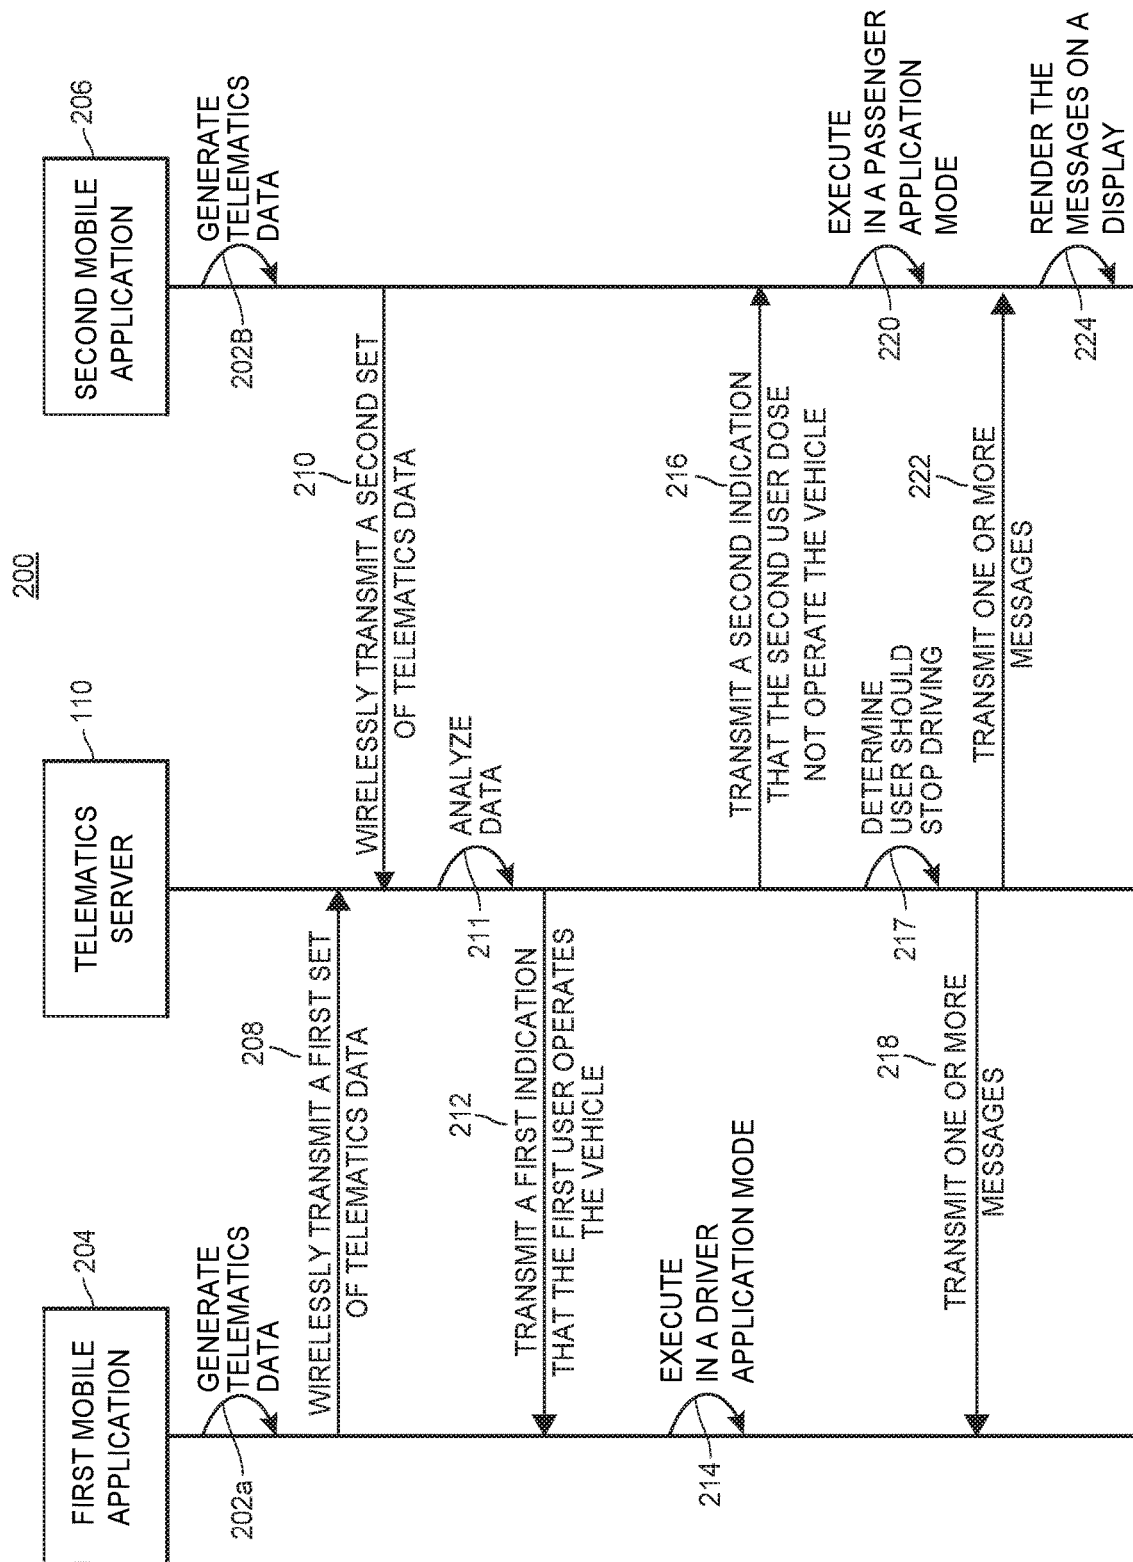 200
FIRST MOBILE
APPLICATION
204
TELEMATICS
SERVER
110
SECOND MOBILE
APPLICATION
206
202a
GENERATE
TELEMATICS
DATA
202B
GENERATE
TELEMATICS
DATA
208
WIRELESSLY TRANSMIT A FIRST SET
OF TELEMATICS DATA
210
WIRELESSLY TRANSMIT A SECOND SET
OF TELEMATICS DATA
211
ANALYZE
DATA
212
TRANSMIT A FIRST INDICATION
THAT THE FIRST USER OPERATES
THE VEHICLE
214
EXECUTE
IN A DRIVER
APPLICATION MODE
216
TRANSMIT A SECOND INDICATION
THAT THE SECOND USER DOSE
NOT OPERATE THE VEHICLE
217
DETERMINE
USER SHOULD
STOP DRIVING
220
EXECUTE
IN A PASSENGER
APPLICATION
MODE
218
TRANSMIT ONE OR MORE
MESSAGES
222
TRANSMIT ONE OR MORE
MESSAGES
224
RENDER THE
MESSAGES ON A
DISPLAY